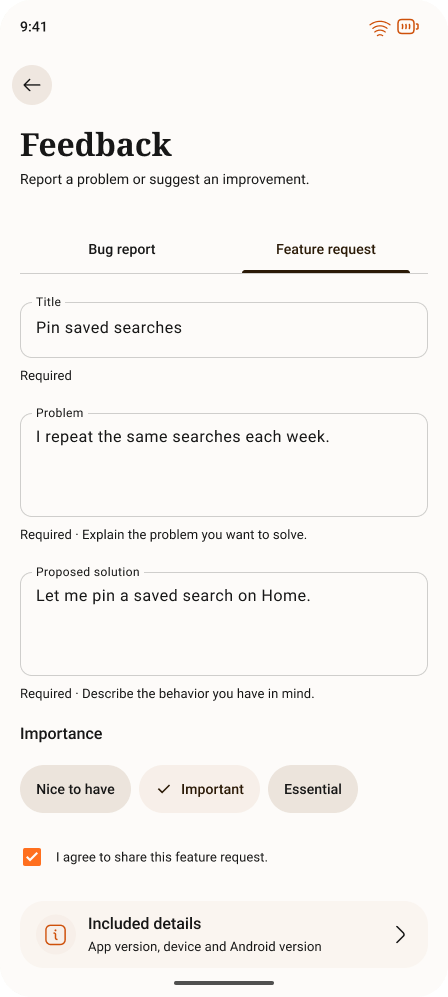 9:41
Feedback
Report a problem or suggest an improvement.
Bug report
Feature request
Title
Pin saved searches
Required
Problem
I repeat the same searches each week.
Required · Explain the problem you want to solve.
Proposed solution
Let me pin a saved search on Home.
Required · Describe the behavior you have in mind.
Importance
Nice to have
Important
Essential
I agree to share this feature request.
Included details
App version, device and Android version